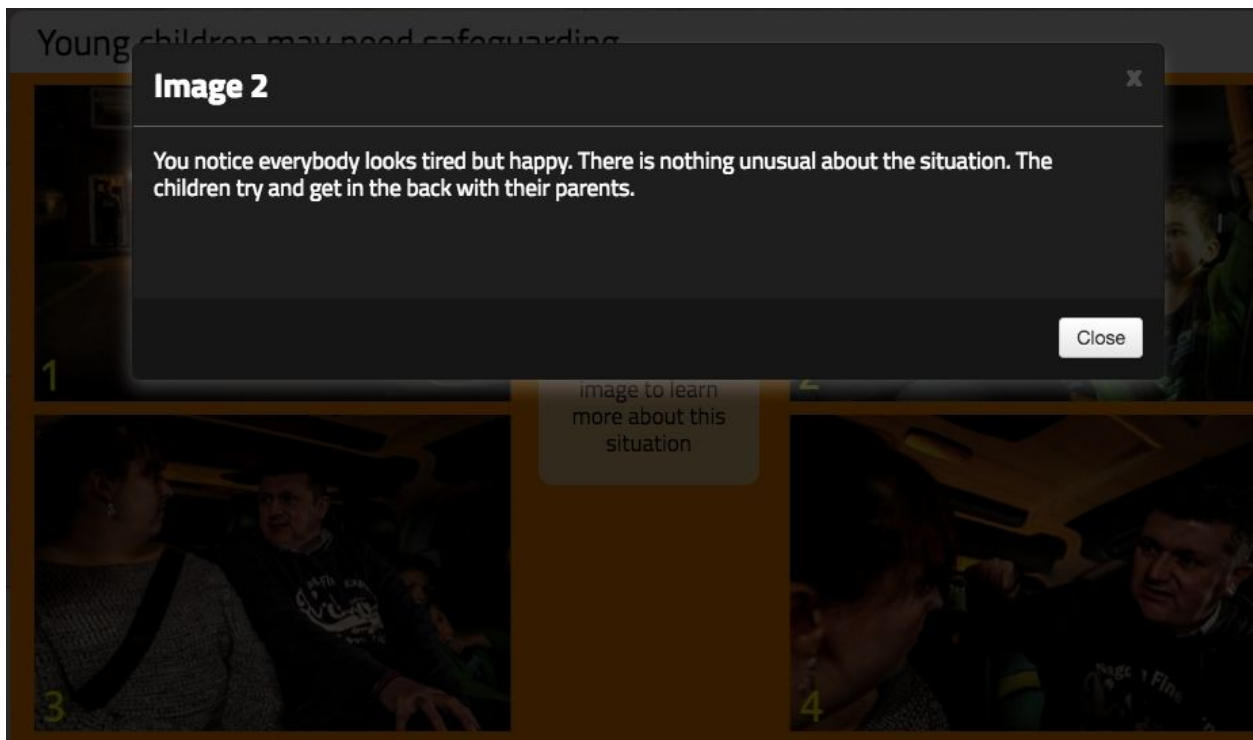 Young children may need safeguarding
Image 2
x
You notice everybody looks tired but happy. There is nothing unusual about the situation. The
children try and get in the back with their parents.
Close
1
2
image to learn
more about this
situation
3
4